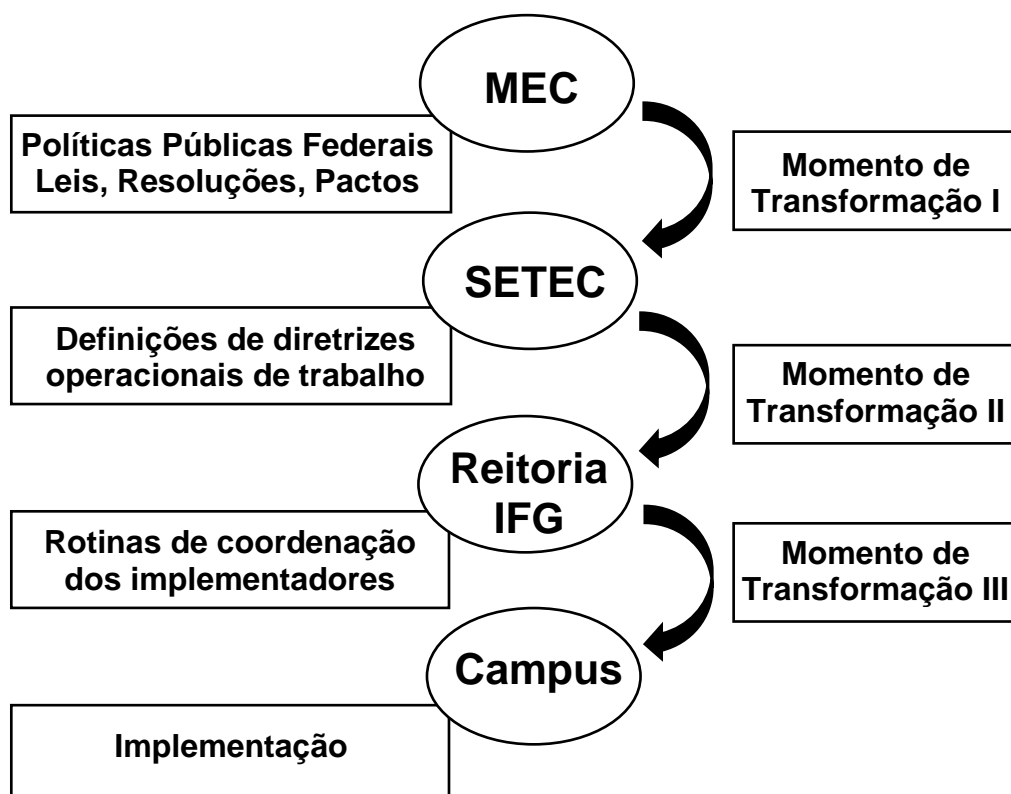 MEC
Políticas Públicas Federais
Leis, Resoluções, Pactos
Momento de
Transformação I
SETEC
Definições de diretrizes
operacionais de trabalho
Momento de
Transformação II
Reitoria
IFG
Rotinas de coordenação
dos implementadores
Momento de
Transformação III
Campus
Implementação